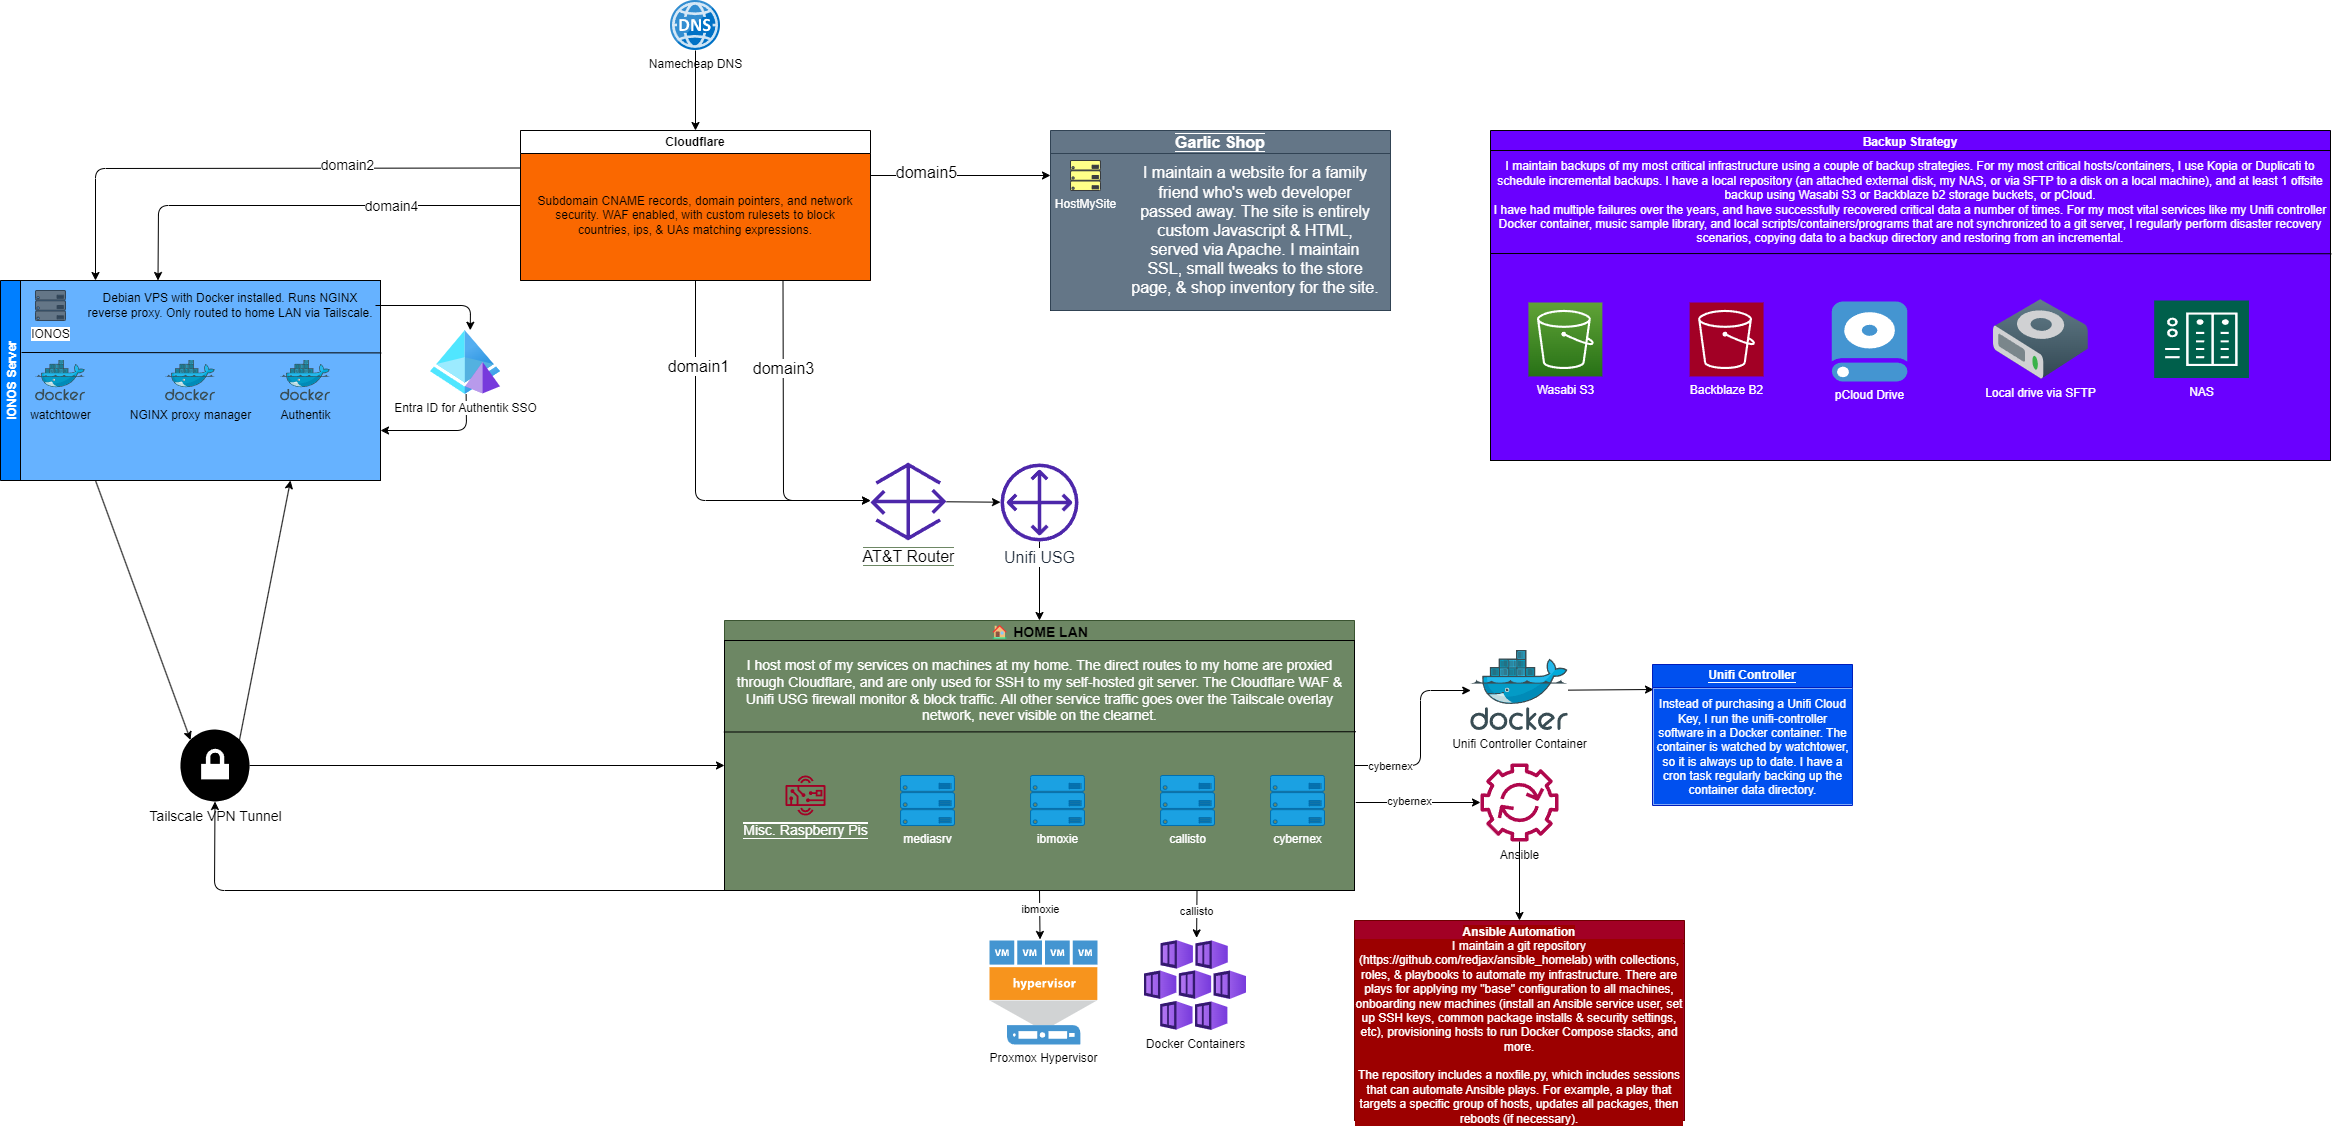 DNS
Namecheap DNS
Cloudflare
Subdomain CNAME records, domain pointers, and network
security. WAF enabled, with custom rulesets to block
countries, ips, & UAs matching expressions.
domain2
domain4
domain5
domain1
domain3
Garlic Shop
HostMySite
I maintain a website for a family
friend who's web developer
passed away. The site is entirely
custom Javascript & HTML,
served via Apache. I maintain
SSL, small tweaks to the store
page, & shop inventory for the site.
Backup Strategy
I maintain backups of my most critical infrastructure using a couple of backup strategies. For my most critical hosts/containers, I use Kopia or Duplicati to
schedule incremental backups. I have a local repository (an attached external disk, my NAS, or via SFTP to a disk on a local machine), and at least 1 offsite
backup using Wasabi S3 or Backblaze b2 storage buckets, or pCloud.
I have had multiple failures over the years, and have successfully recovered critical data a number of times. For my most vital services like my Unifi controller
Docker container, music sample library, and local scripts/containers/programs that are not synchronized to a git server, I regularly perform disaster recovery
scenarios, copying data to a backup directory and restoring from an incremental.
Wasabi S3
Backblaze B2
pCloud Drive
Local drive via SFTP
NAS
IONOS Server
IONOS
Debian VPS with Docker installed. Runs NGINX
reverse proxy. Only routed to home LAN via Tailscale.
docker
watchtower
docker
NGINX proxy manager
docker
Authentik
Entra ID for Authentik SSO
AT&T Router
Unifi USG
Tailscale VPN Tunnel
🏠 HOME LAN
I host most of my services on machines at my home. The direct routes to my home are proxied
through Cloudflare, and are only used for SSH to my self-hosted git server. The Cloudflare WAF &
Unifi USG firewall monitor & block traffic. All other service traffic goes over the Tailscale overlay
network, never visible on the clearnet.
Misc. Raspberry Pis
mediasrv
ibmoxie
callisto
cybernex
cybernex
cybernex
docker
Unifi Controller Container
Unifi Controller
Instead of purchasing a Unifi Cloud
Key, I run the unifi-controller
software in a Docker container. The
container is watched by watchtower,
so it is always up to date. I have a
cron task regularly backing up the
container data directory.
Ansible
ibmoxie
callisto
VM VM VM VM
hypervisor
Proxmox Hypervisor
Docker Containers
Ansible Automation
I maintain a git repository
(https://github.com/redjax/ansible_homelab) with collections,
roles, & playbooks to automate my infrastructure. There are
plays for applying my "base" configuration to all machines,
onboarding new machines (install an Ansible service user, set
up SSH keys, common package installs & security settings,
etc), provisioning hosts to run Docker Compose stacks, and
more.
The repository includes a noxfile.py, which includes sessions
that can automate Ansible plays. For example, a play that
targets a specific group of hosts, updates all packages, then
reboots (if necessary).